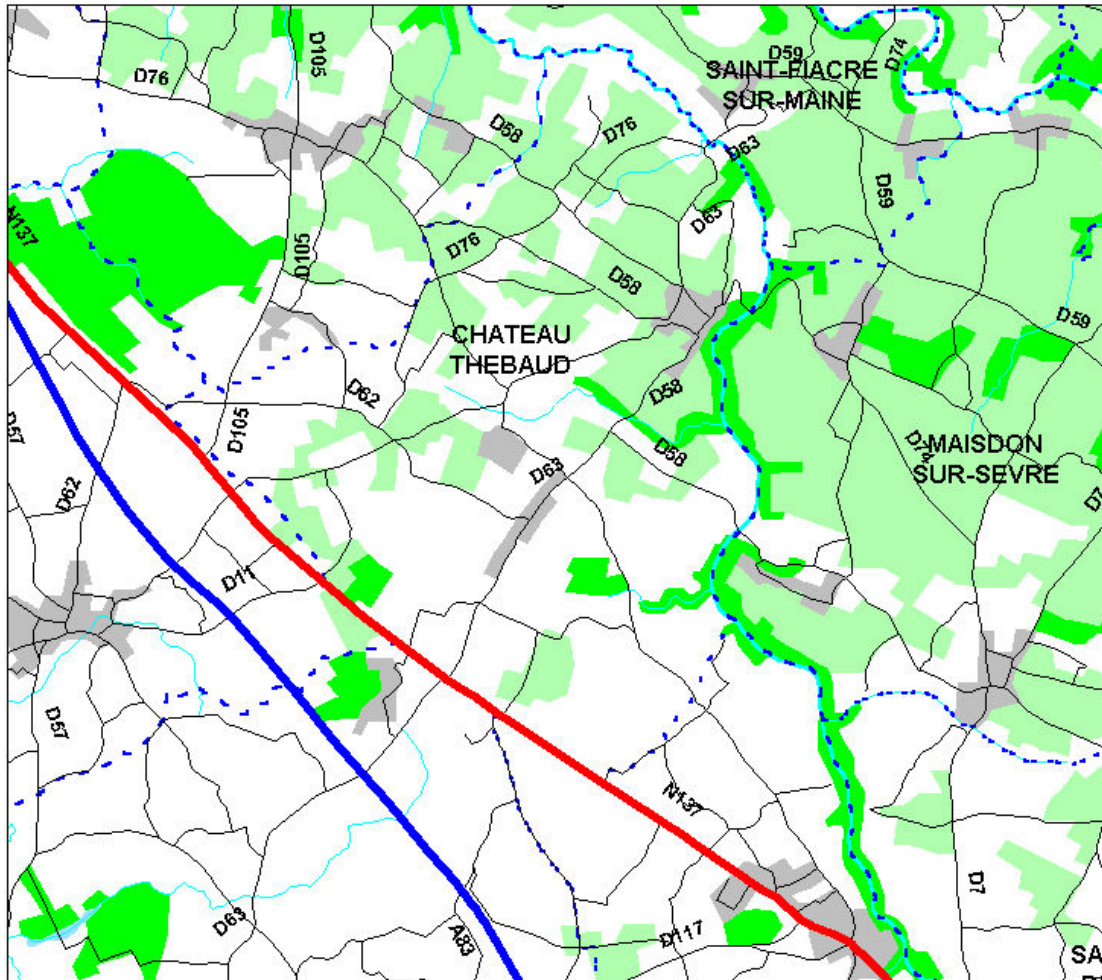 D59
D74
D105
SAINT-FIACRE
SUR-MAINE
D76
D58
D76
D63
D59
N137
D63
D105
D76
D58
D59
CHATEAU
THEBAUD
D62
D58
D105
D57
D74
MAISDON
SUR-SEVRE
D58
D63
D62
D11
D57
N137
D7
D63
A83
D117
SA